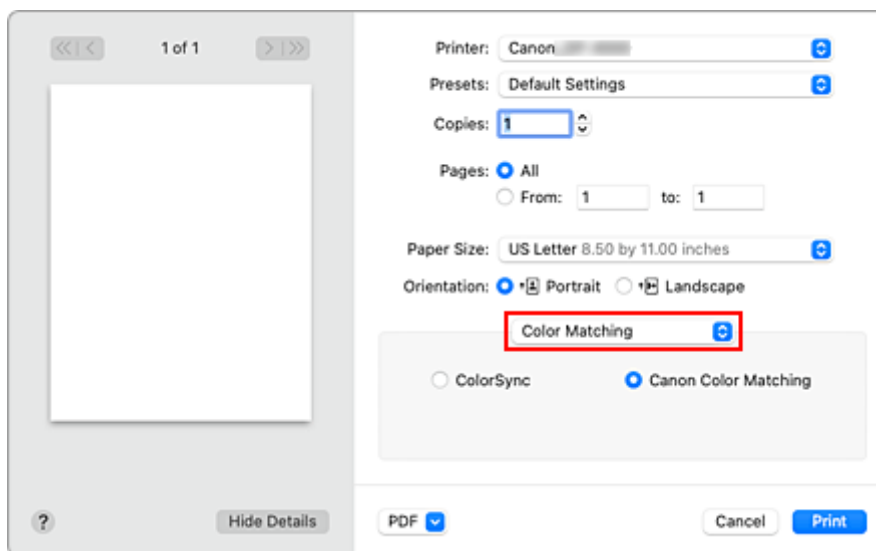 1 of 1
Printer: Canon
Presets: Default Settings
Copies: 1
Pages: All
From: 1 to: 1
Paper Size: US Letter 8.50 by 11.00 inches
Orientation: Portrait Landscape
Color Matching
ColorSync Canon Color Matching
? Hide Details PDF Cancel Print